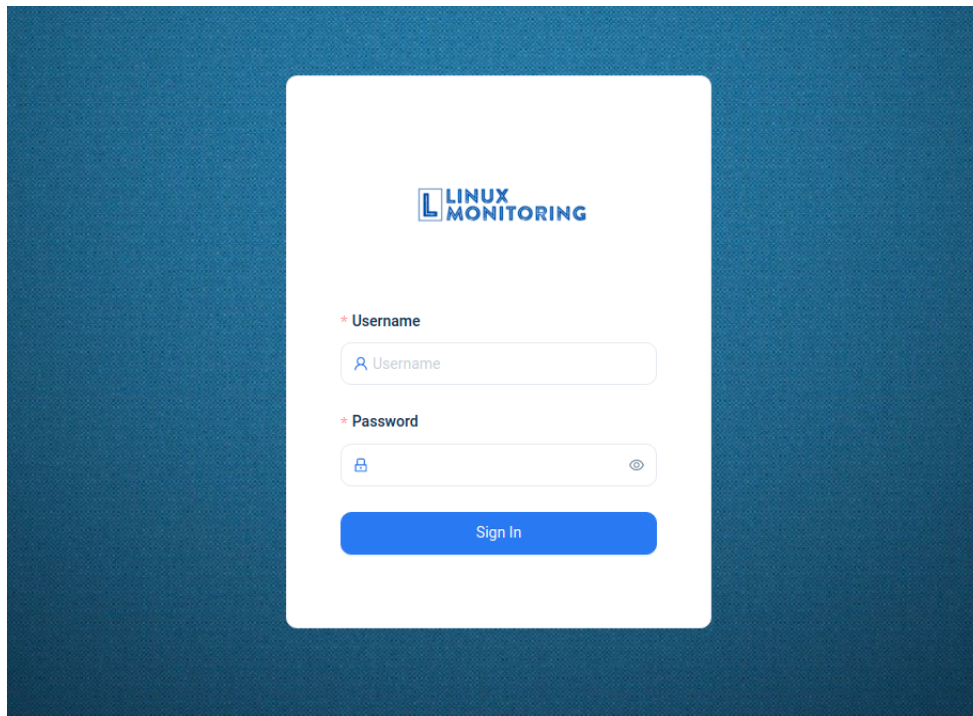 LINUX
MONITORING
* Username
Username
* Password
Sign In